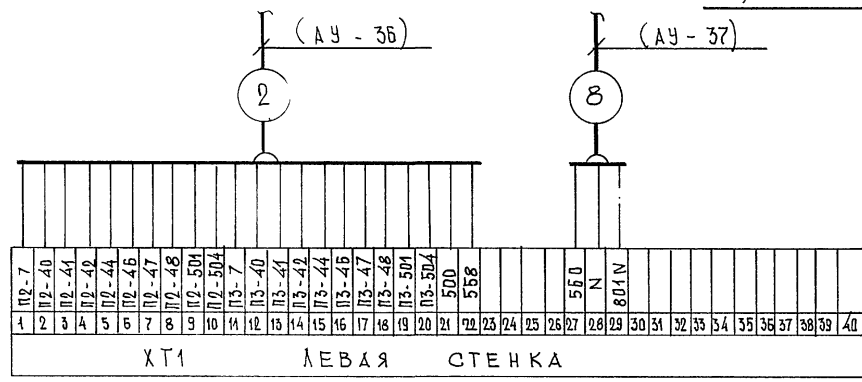 (АУ - 36) (АУ - 37)
2 8
П2-7 П2-40 П2-41 П2-42 П2-44 П2-46 П2-47 П2-48 П2-501 П2-504 П3-7 П3-40 П3-41 П3-42 П3-44 П3-46 П3-47 П3-48 П3-501 П3-504 500 558 560 N 801N
1 2 3 4 5 6 7 8 9 10 11 12 13 14 15 16 17 18 19 20 21 22 23 24 25 26 27 28 29 30 31 32 33 34 35 36 37 38 39 40
ХТ1 ЛЕВАЯ СТЕНКА